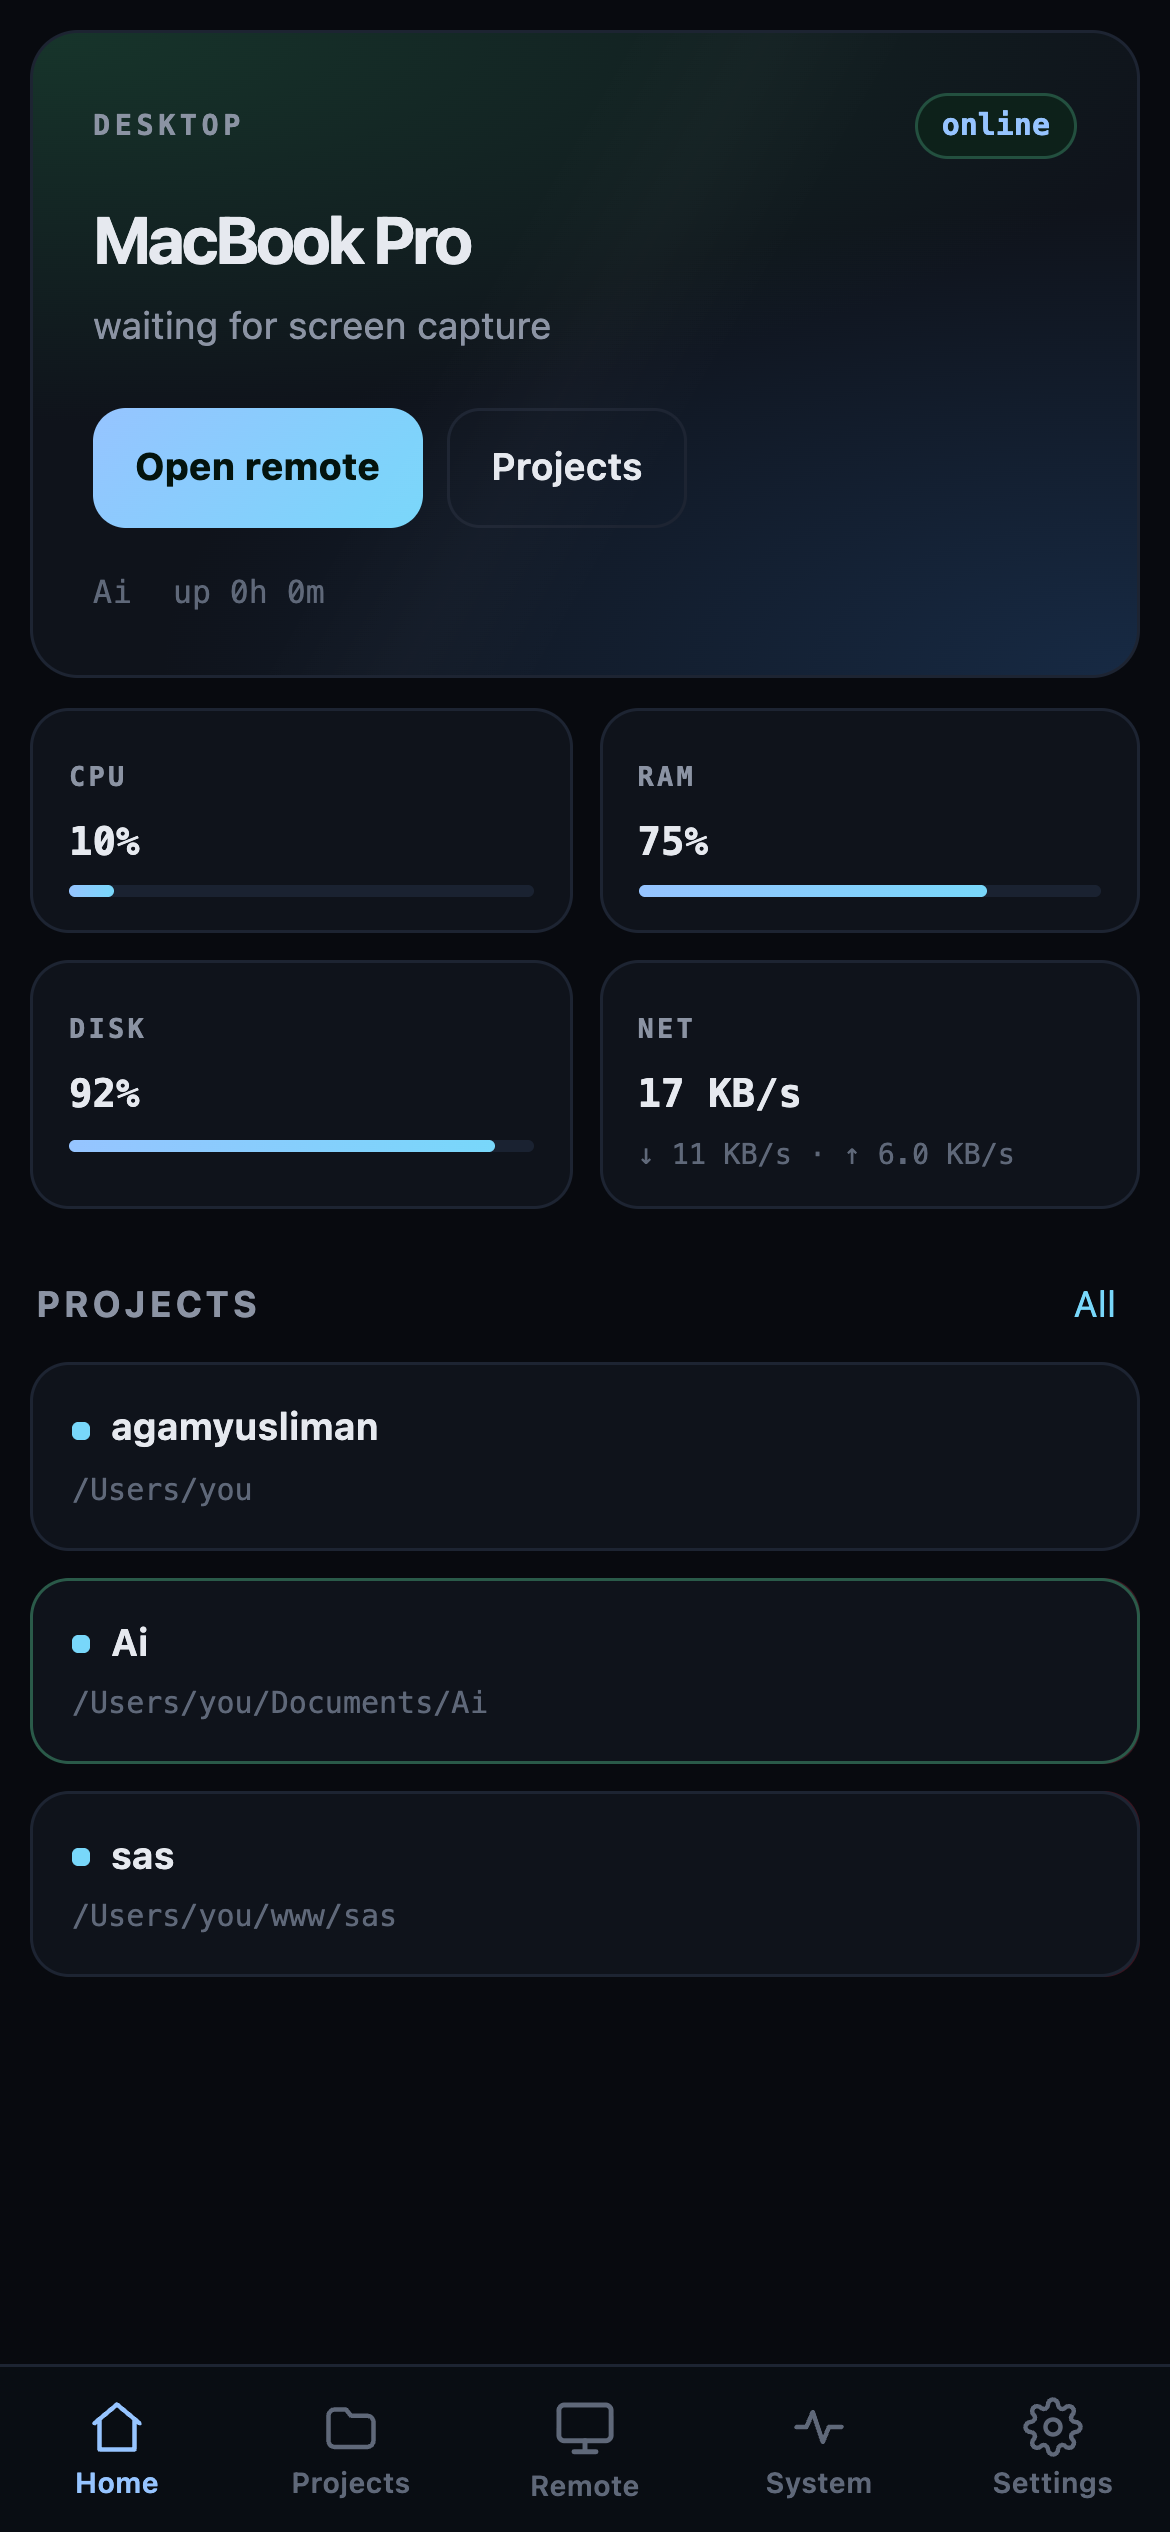 DESKTOP
online
MacBook Pro
waiting for screen capture
Open remote
Projects
Ai up 0h 0m
CPU
10%
RAM
75%
DISK
92%
NET
17 KB/s
↓ 11 KB/s · ↑ 6.0 KB/s
PROJECTS
All
agamyusliman
/Users/you
Ai
/Users/you/Documents/Ai
sas
/Users/you/www/sas
Home
Projects
Remote
System
Settings